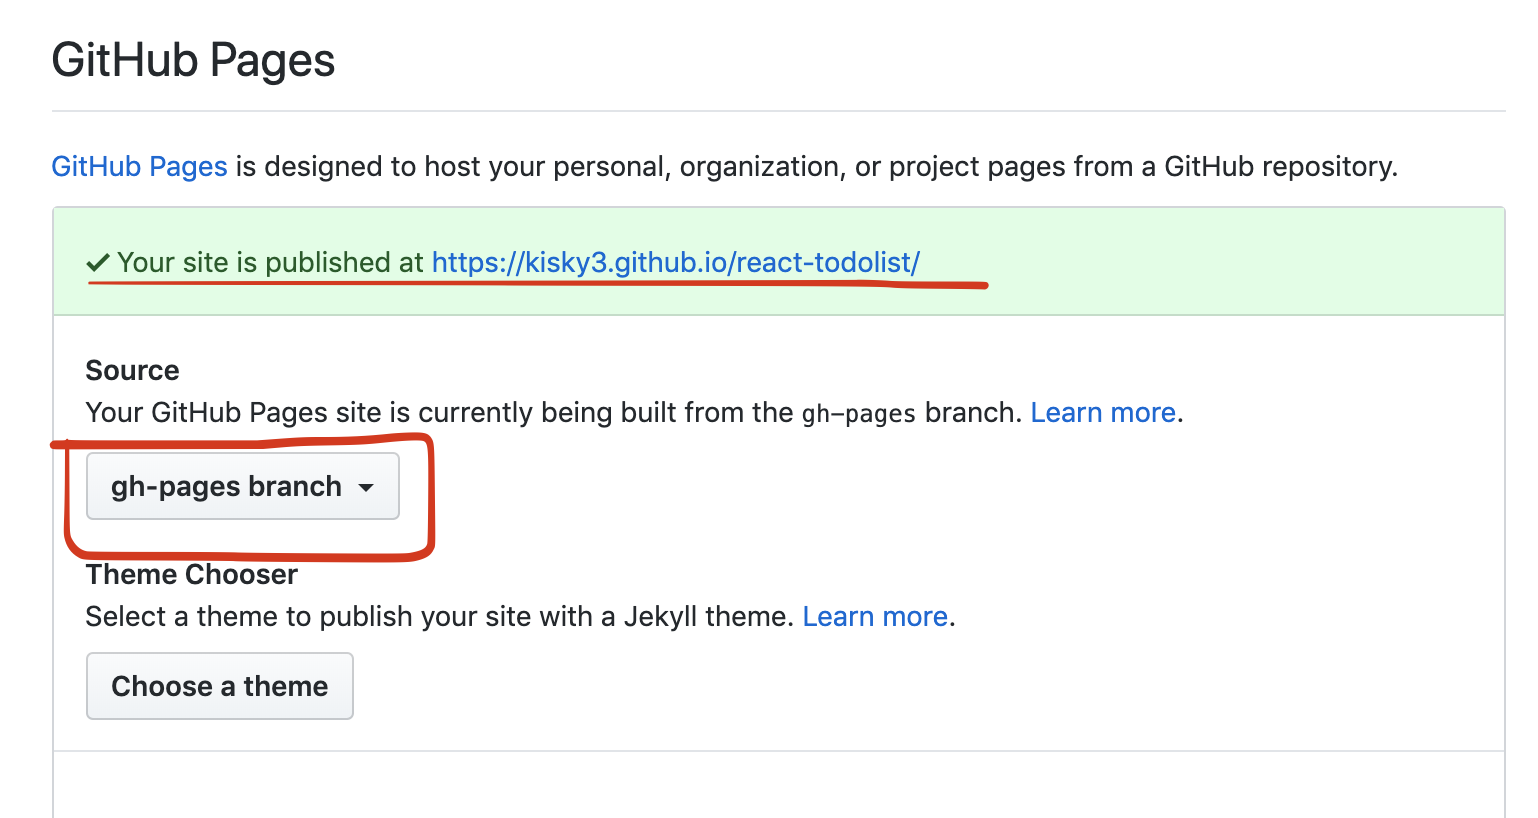 GitHub Pages
GitHub Pages is designed to host your personal, organization, or project pages from a GitHub repository.
Your site is published at https://kisky3.github.io/react-todolist/
Source
Your GitHub Pages site is currently being built from the gh-pages branch. Learn more.
gh-pages branch
Theme Chooser
Select a theme to publish your site with a Jekyll theme. Learn more.
Choose a theme